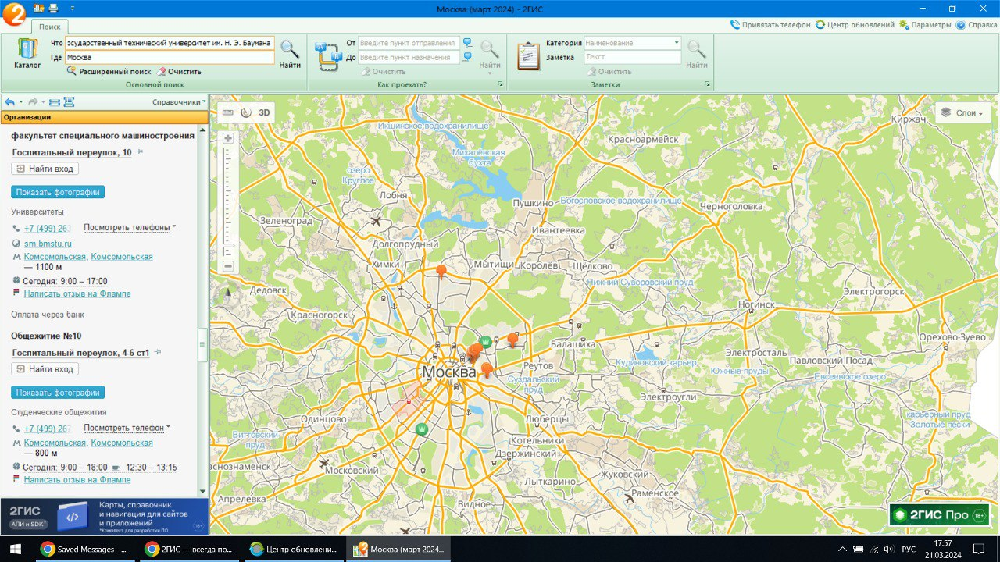 Москва (март 2024) - 2ГИС
Поиск
Привязать телефон
Центр обновлений
Параметры
Справка
Каталог
Что
осударственный технический университет им. Н. Э. Баумана
Где
Москва
Расширенный поиск
Очистить
Найти
Основной поиск
От
Введите пункт отправления
До
Введите пункт назначения
Очистить
Найти
Как проехать?
Категория
Наименование
Заметка
Текст
Очистить
Найти
Заметки
Справочники
Организации
факультет специального машиностроения
Госпитальный переулок, 10
Найти вход
Показать фотографии
Университеты
+7 (499) 263
Посмотреть телефоны
sm.bmstu.ru
Комсомольская, Комсомольская
— 1100 м
Сегодня: 9:00 – 17:00
Написать отзыв на Флампе
Оплата через банк
Общежитие №10
Госпитальный переулок, 4-6 ст1
Найти вход
Показать фотографии
Студенческие общежития
+7 (499) 267
Посмотреть телефон
Комсомольская, Комсомольская
— 800 м
Сегодня: 9:00 – 18:00 12:30 – 13:15
Написать отзыв на Флампе
2ГИС
АПИ и SDK
Карты, справочник
и навигация для сайтов
и приложений
*Комплект для разработки ПО
18+
3D
Слои
Икшинское водохранилище
Киржач
Красноармейск
Михалёвская
бухта
озеро
Круглое
Лобня
Пушкино
Богословское водохранилище
Черноголовка
Зеленоград
Ивантеевка
Долгопрудный
Химки
Мытищи
Королёв
Щёлково
Нижний Суворовский пруд
Дедовск
Электрогорск
Ногинск
Красногорск
Орехово-Зуево
Балашиха
Электросталь
Павловский Посад
Кудиновский карьер
Москва
Реутов
Южные пруды
Евсеевское озеро
Суздальский
пруд
Электроугли
Одинцово
Люберцы
карьерный пруд
Золотые пески
Виттовский
пруд
Котельники
Дзержинский
раснознаменск
Московский
Жуковский
Лыткарино
Раменское
Апрелевка
Видное
2ГИС Про
18+
Saved Messages - ...
2ГИС — всегда по...
Центр обновлени...
Москва (март 2024...
РУС
17:57
21.03.2024